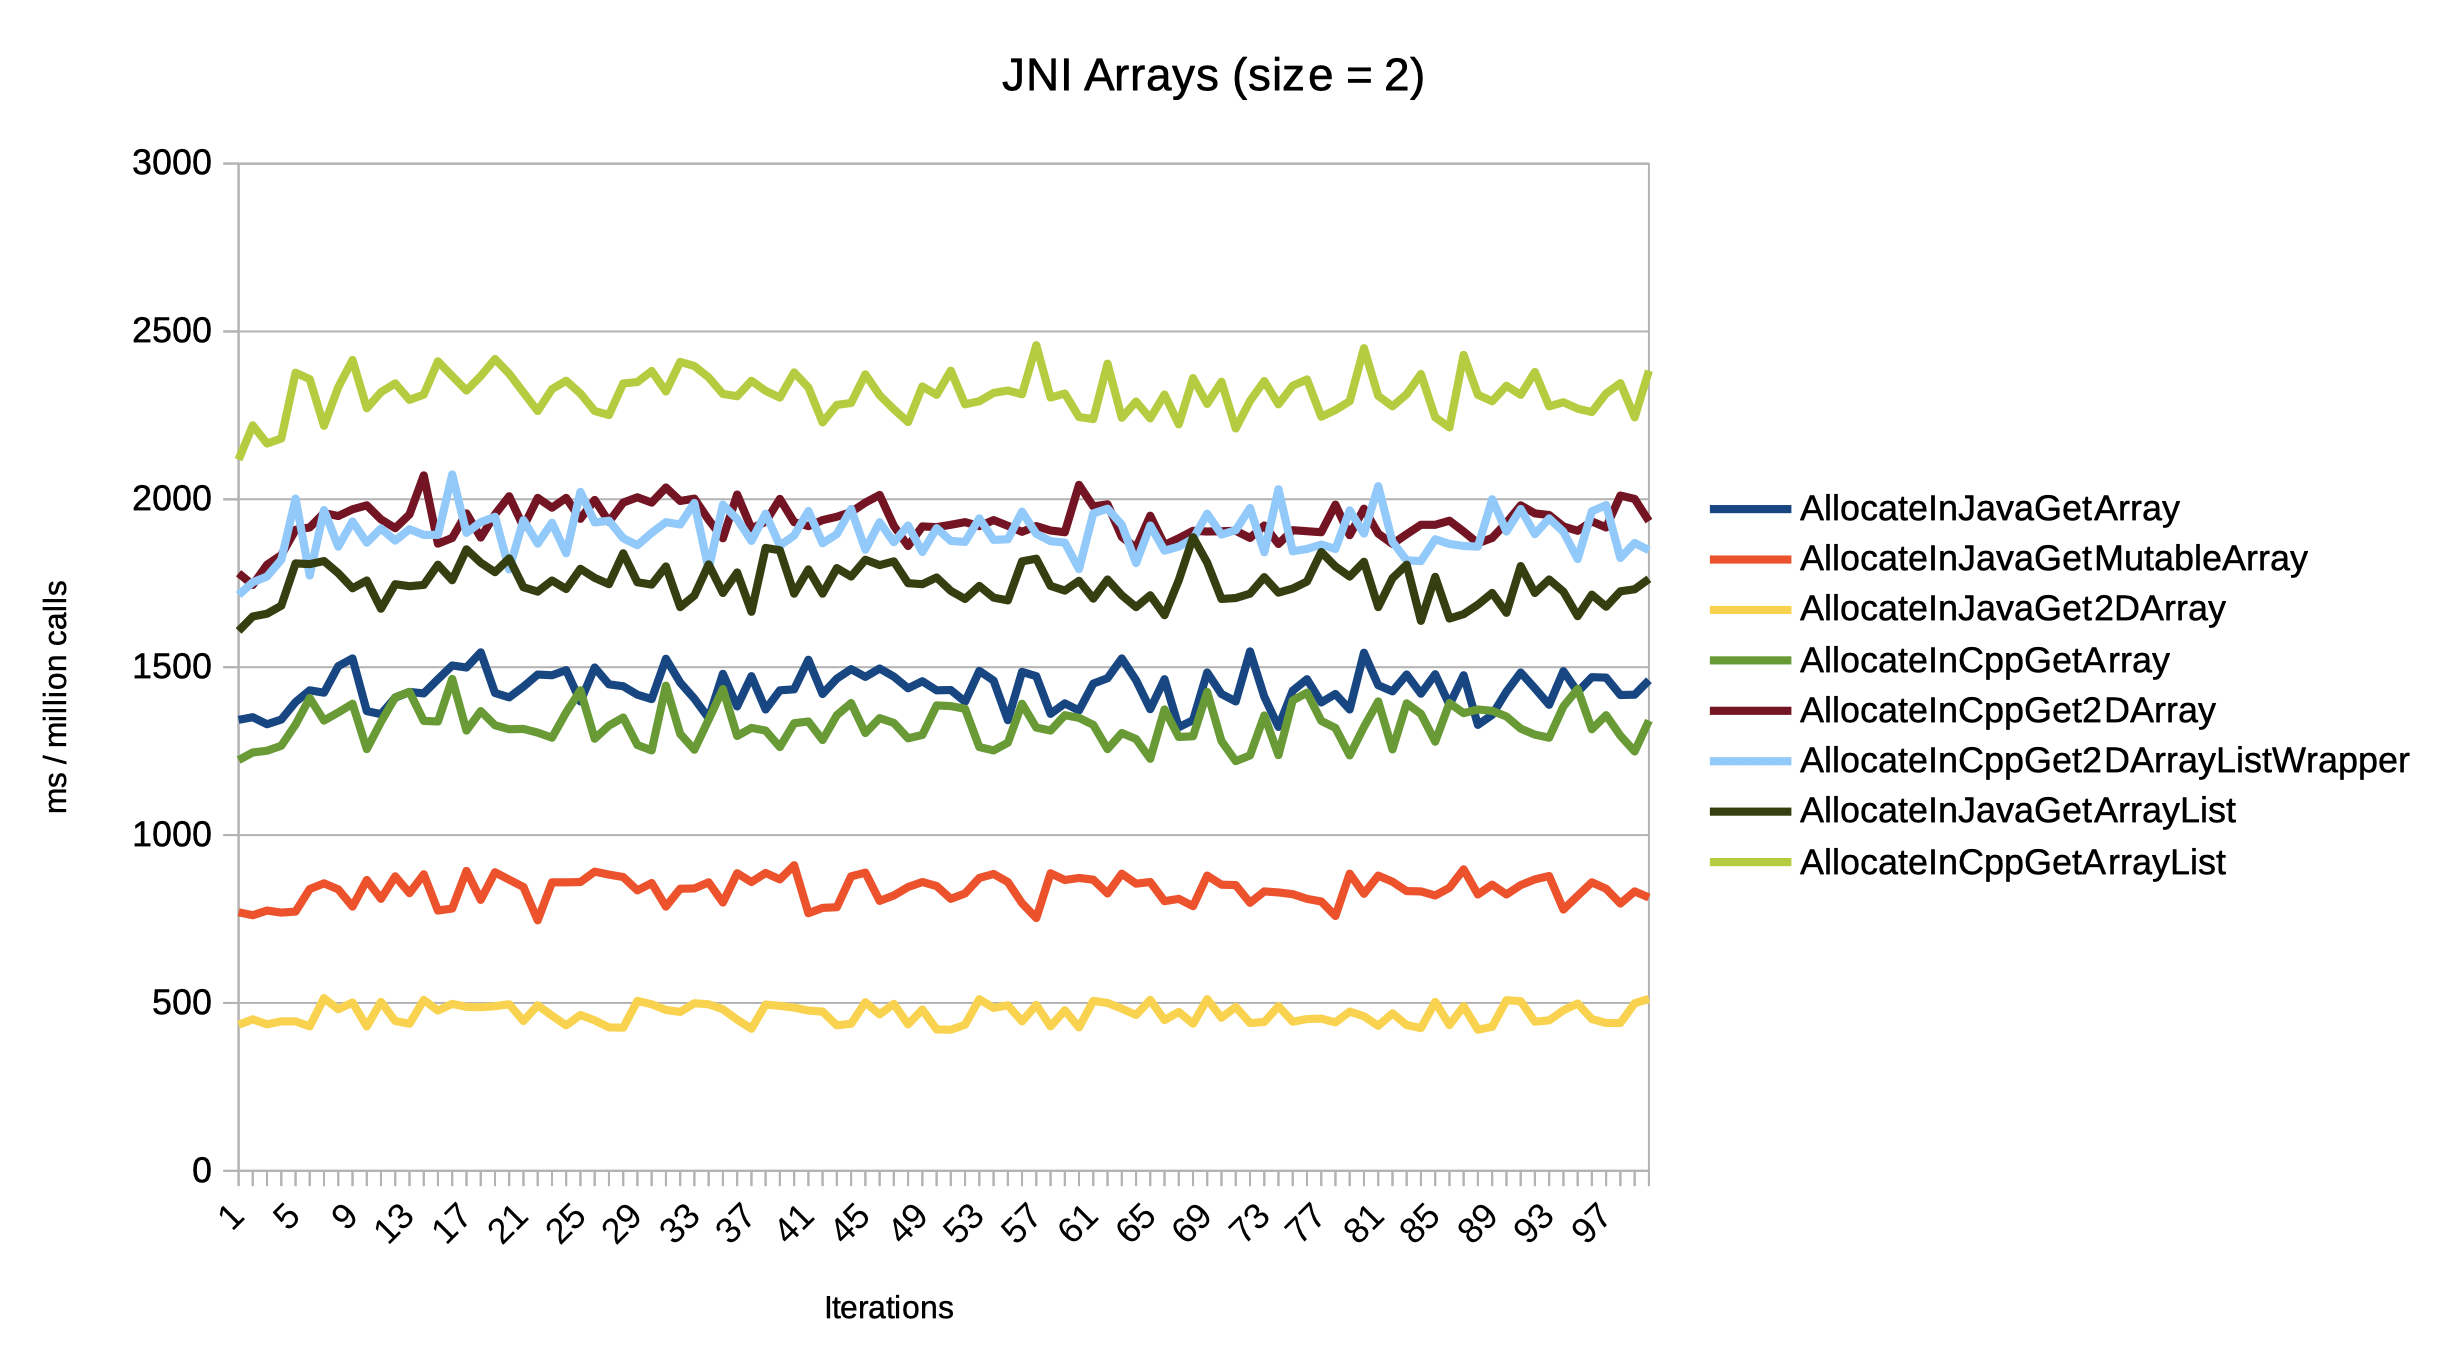 JNI Arrays (size = 2)
3000
2500
2000
1500
1000
500
0
ms / million calls
1 5 9 13 17 21 25 29 33 37 41 45 49 53 57 61 65 69 73 77 81 85 89 93 97
Iterations
AllocateInJavaGetArray
AllocateInJavaGetMutableArray
AllocateInJavaGet2DArray
AllocateInCppGetArray
AllocateInCppGet2DArray
AllocateInCppGet2DArrayListWrapper
AllocateInJavaGetArrayList
AllocateInCppGetArrayList